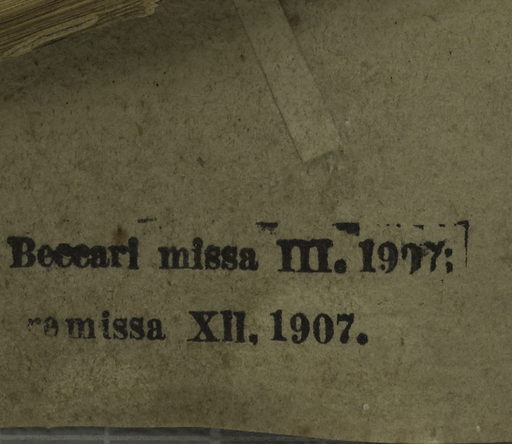 Beccari missa III. 1907;
remissa XII. 1907.